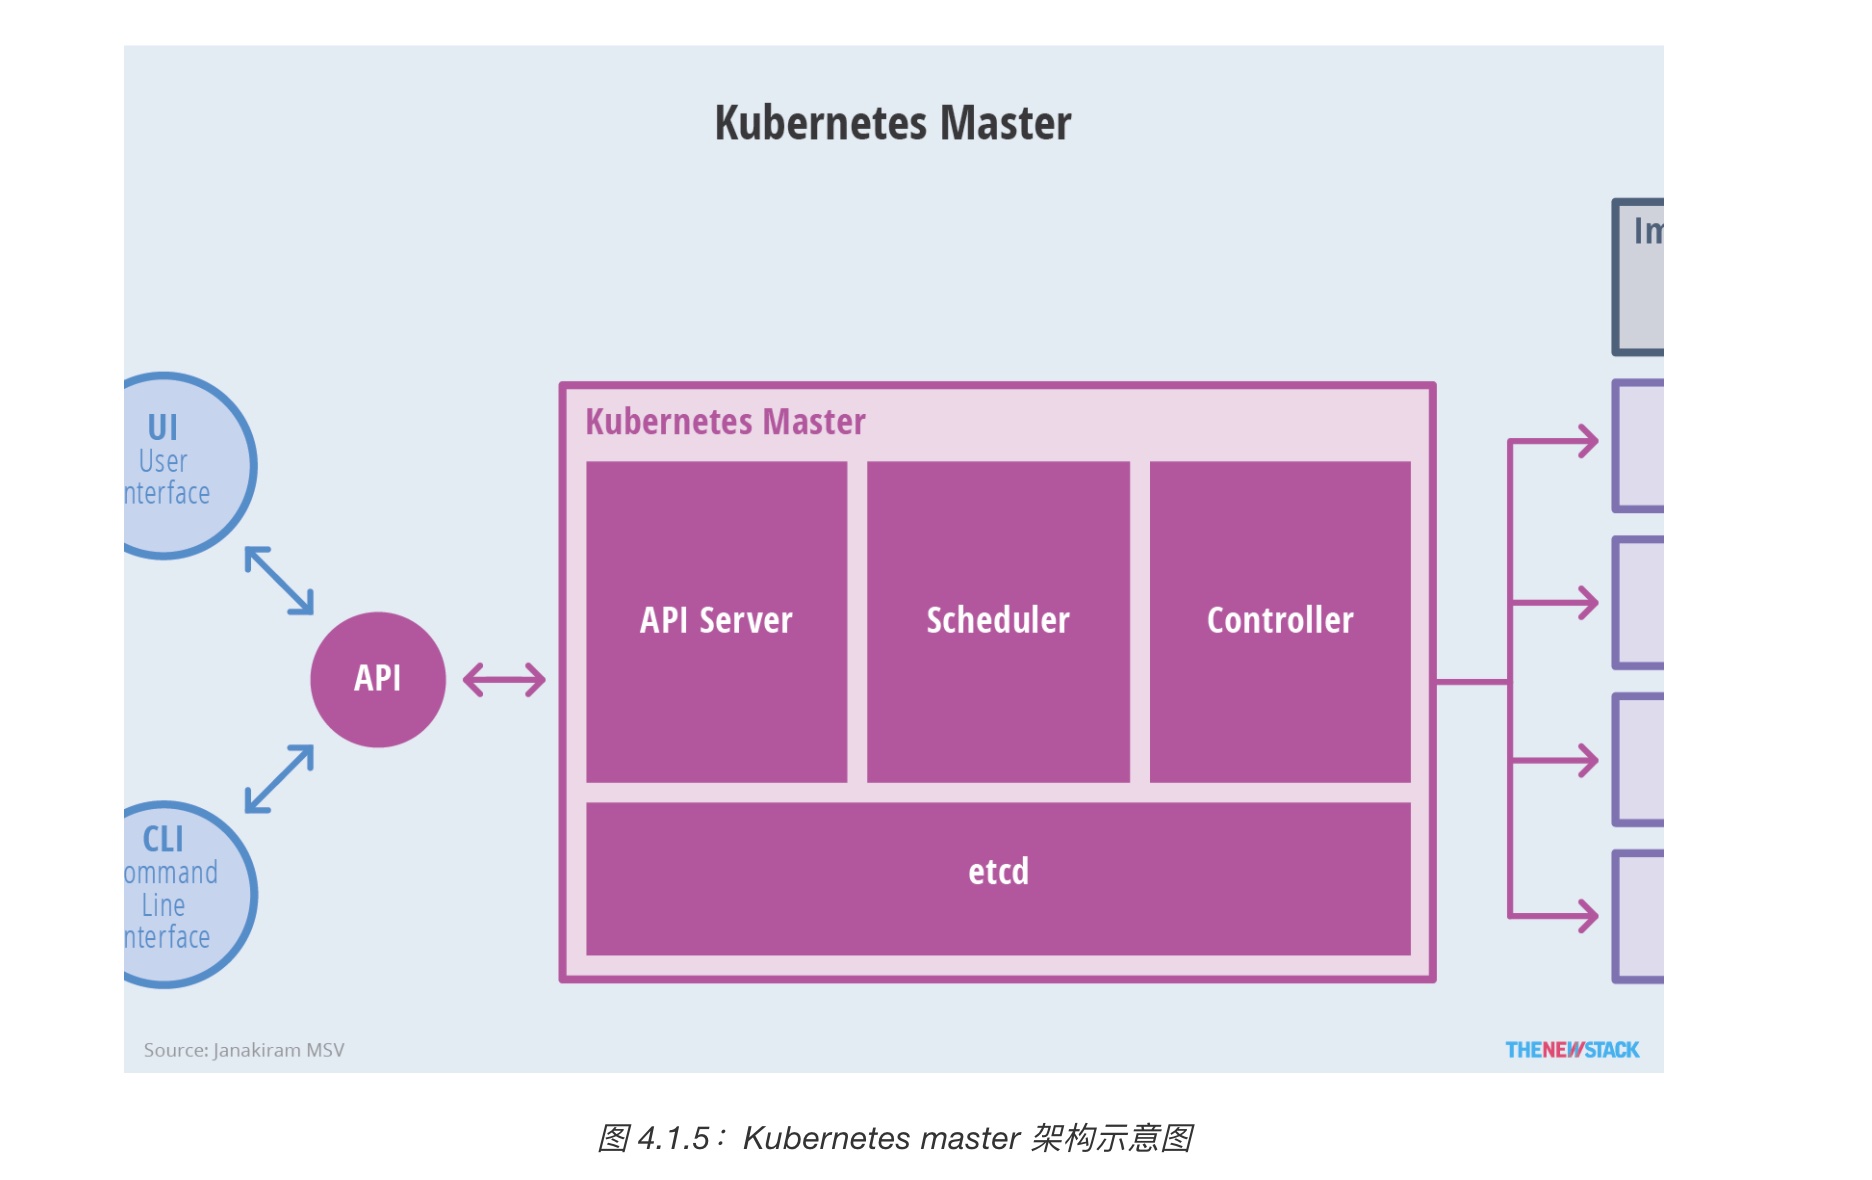 Kubernetes Master
Im
UI
User
nterface
Kubernetes Master
API Server
Scheduler
Controller
API
etcd
CLI
ommand
Line
nterface
Source: Janakiram MSV
THENEWSTACK
图 4.1.5：Kubernetes master 架构示意图